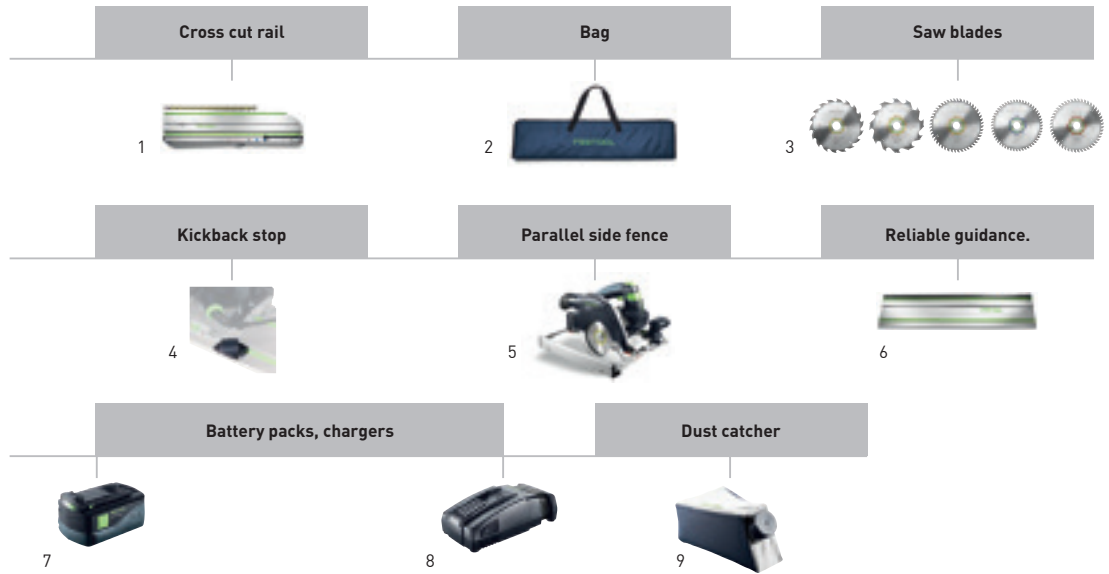 Cross cut rail
Bag
Saw blades
1
2
FESTOOL
3
Kickback stop
Parallel side fence
Reliable guidance.
4
5
6
Battery packs, chargers
Dust catcher
7
8
9